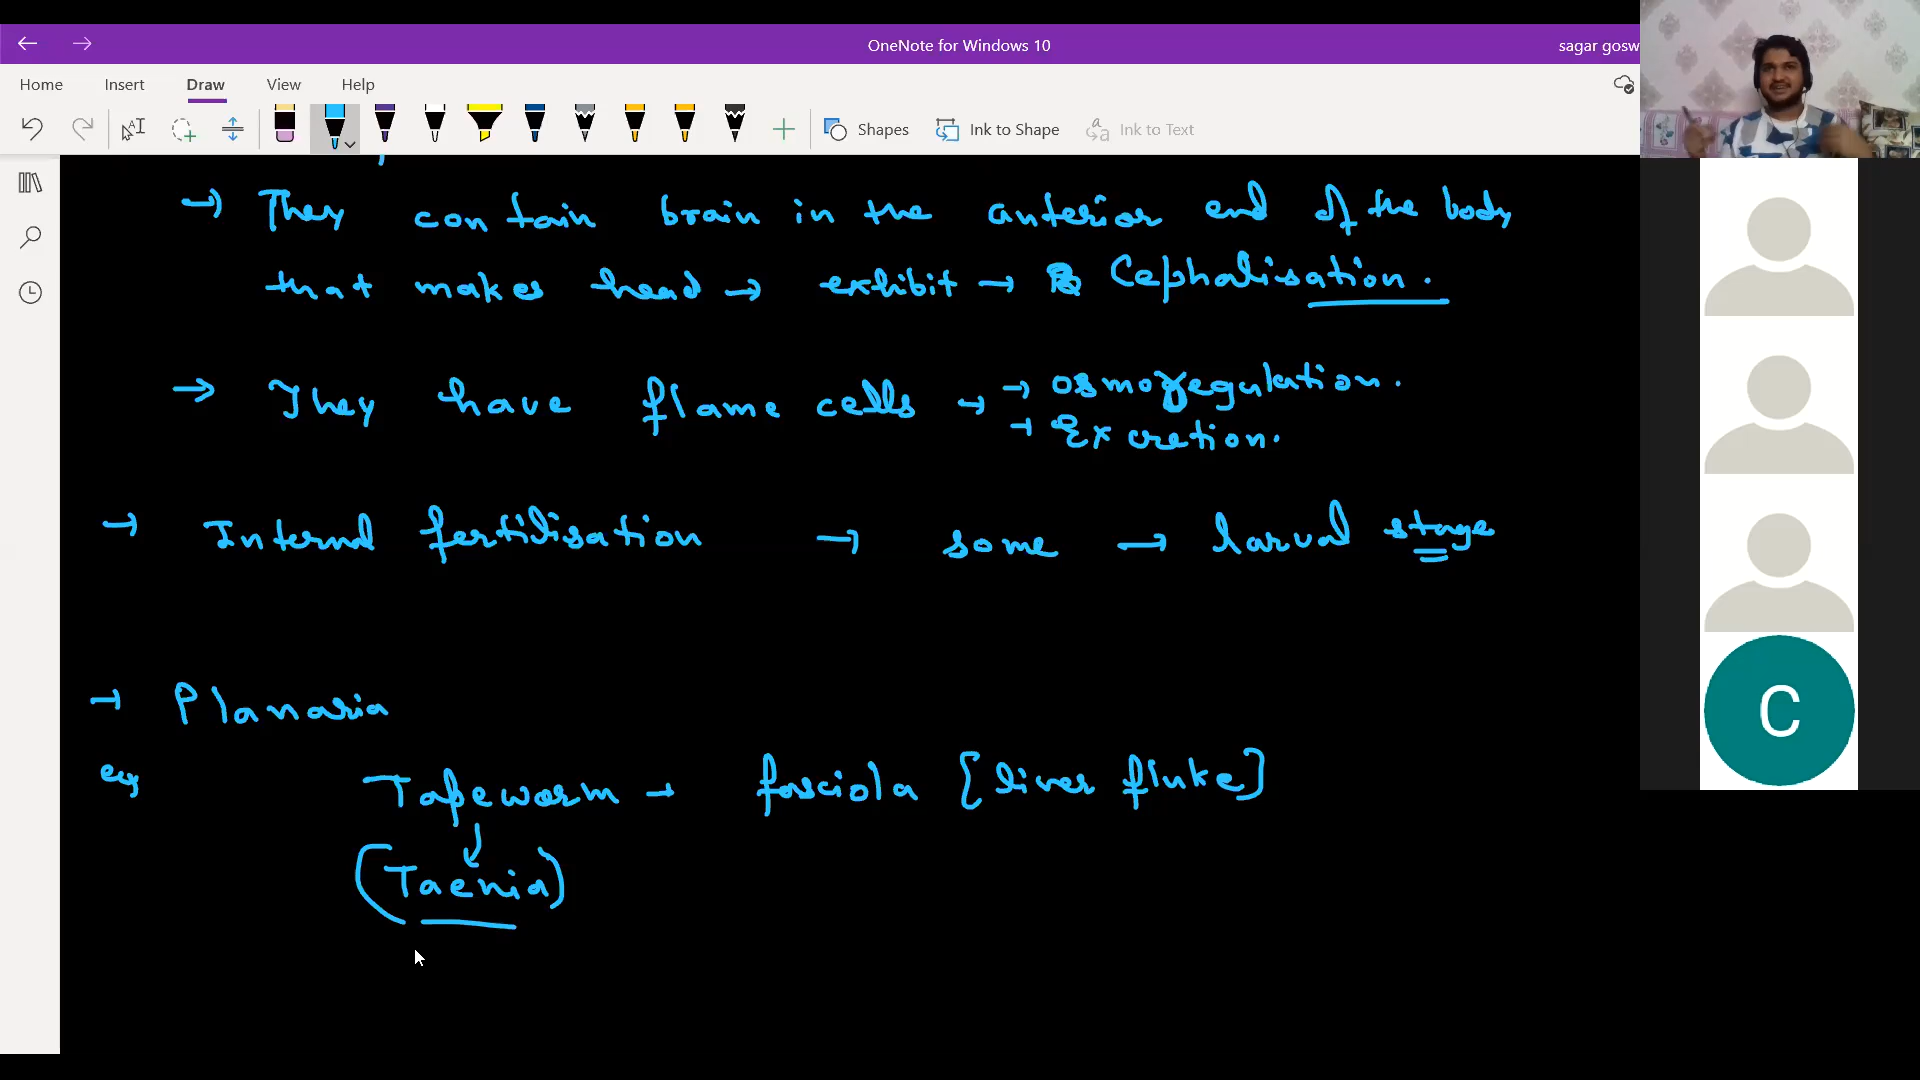 OneNote for Windows 10
sagar gosw
Home Insert Draw View Help
Shapes Ink to Shape Ink to Text
→ They contain brain in the anterior end of the body
that makes head → exhibit → Cephalisation.
→ They have flame cells → → osmoregulation.
→ Excretion.
→ Internal fertilisation → some → larval stage
→ Planaria
eg
Tapeworm → fasciola [liver fluke]
(Taenia)
C